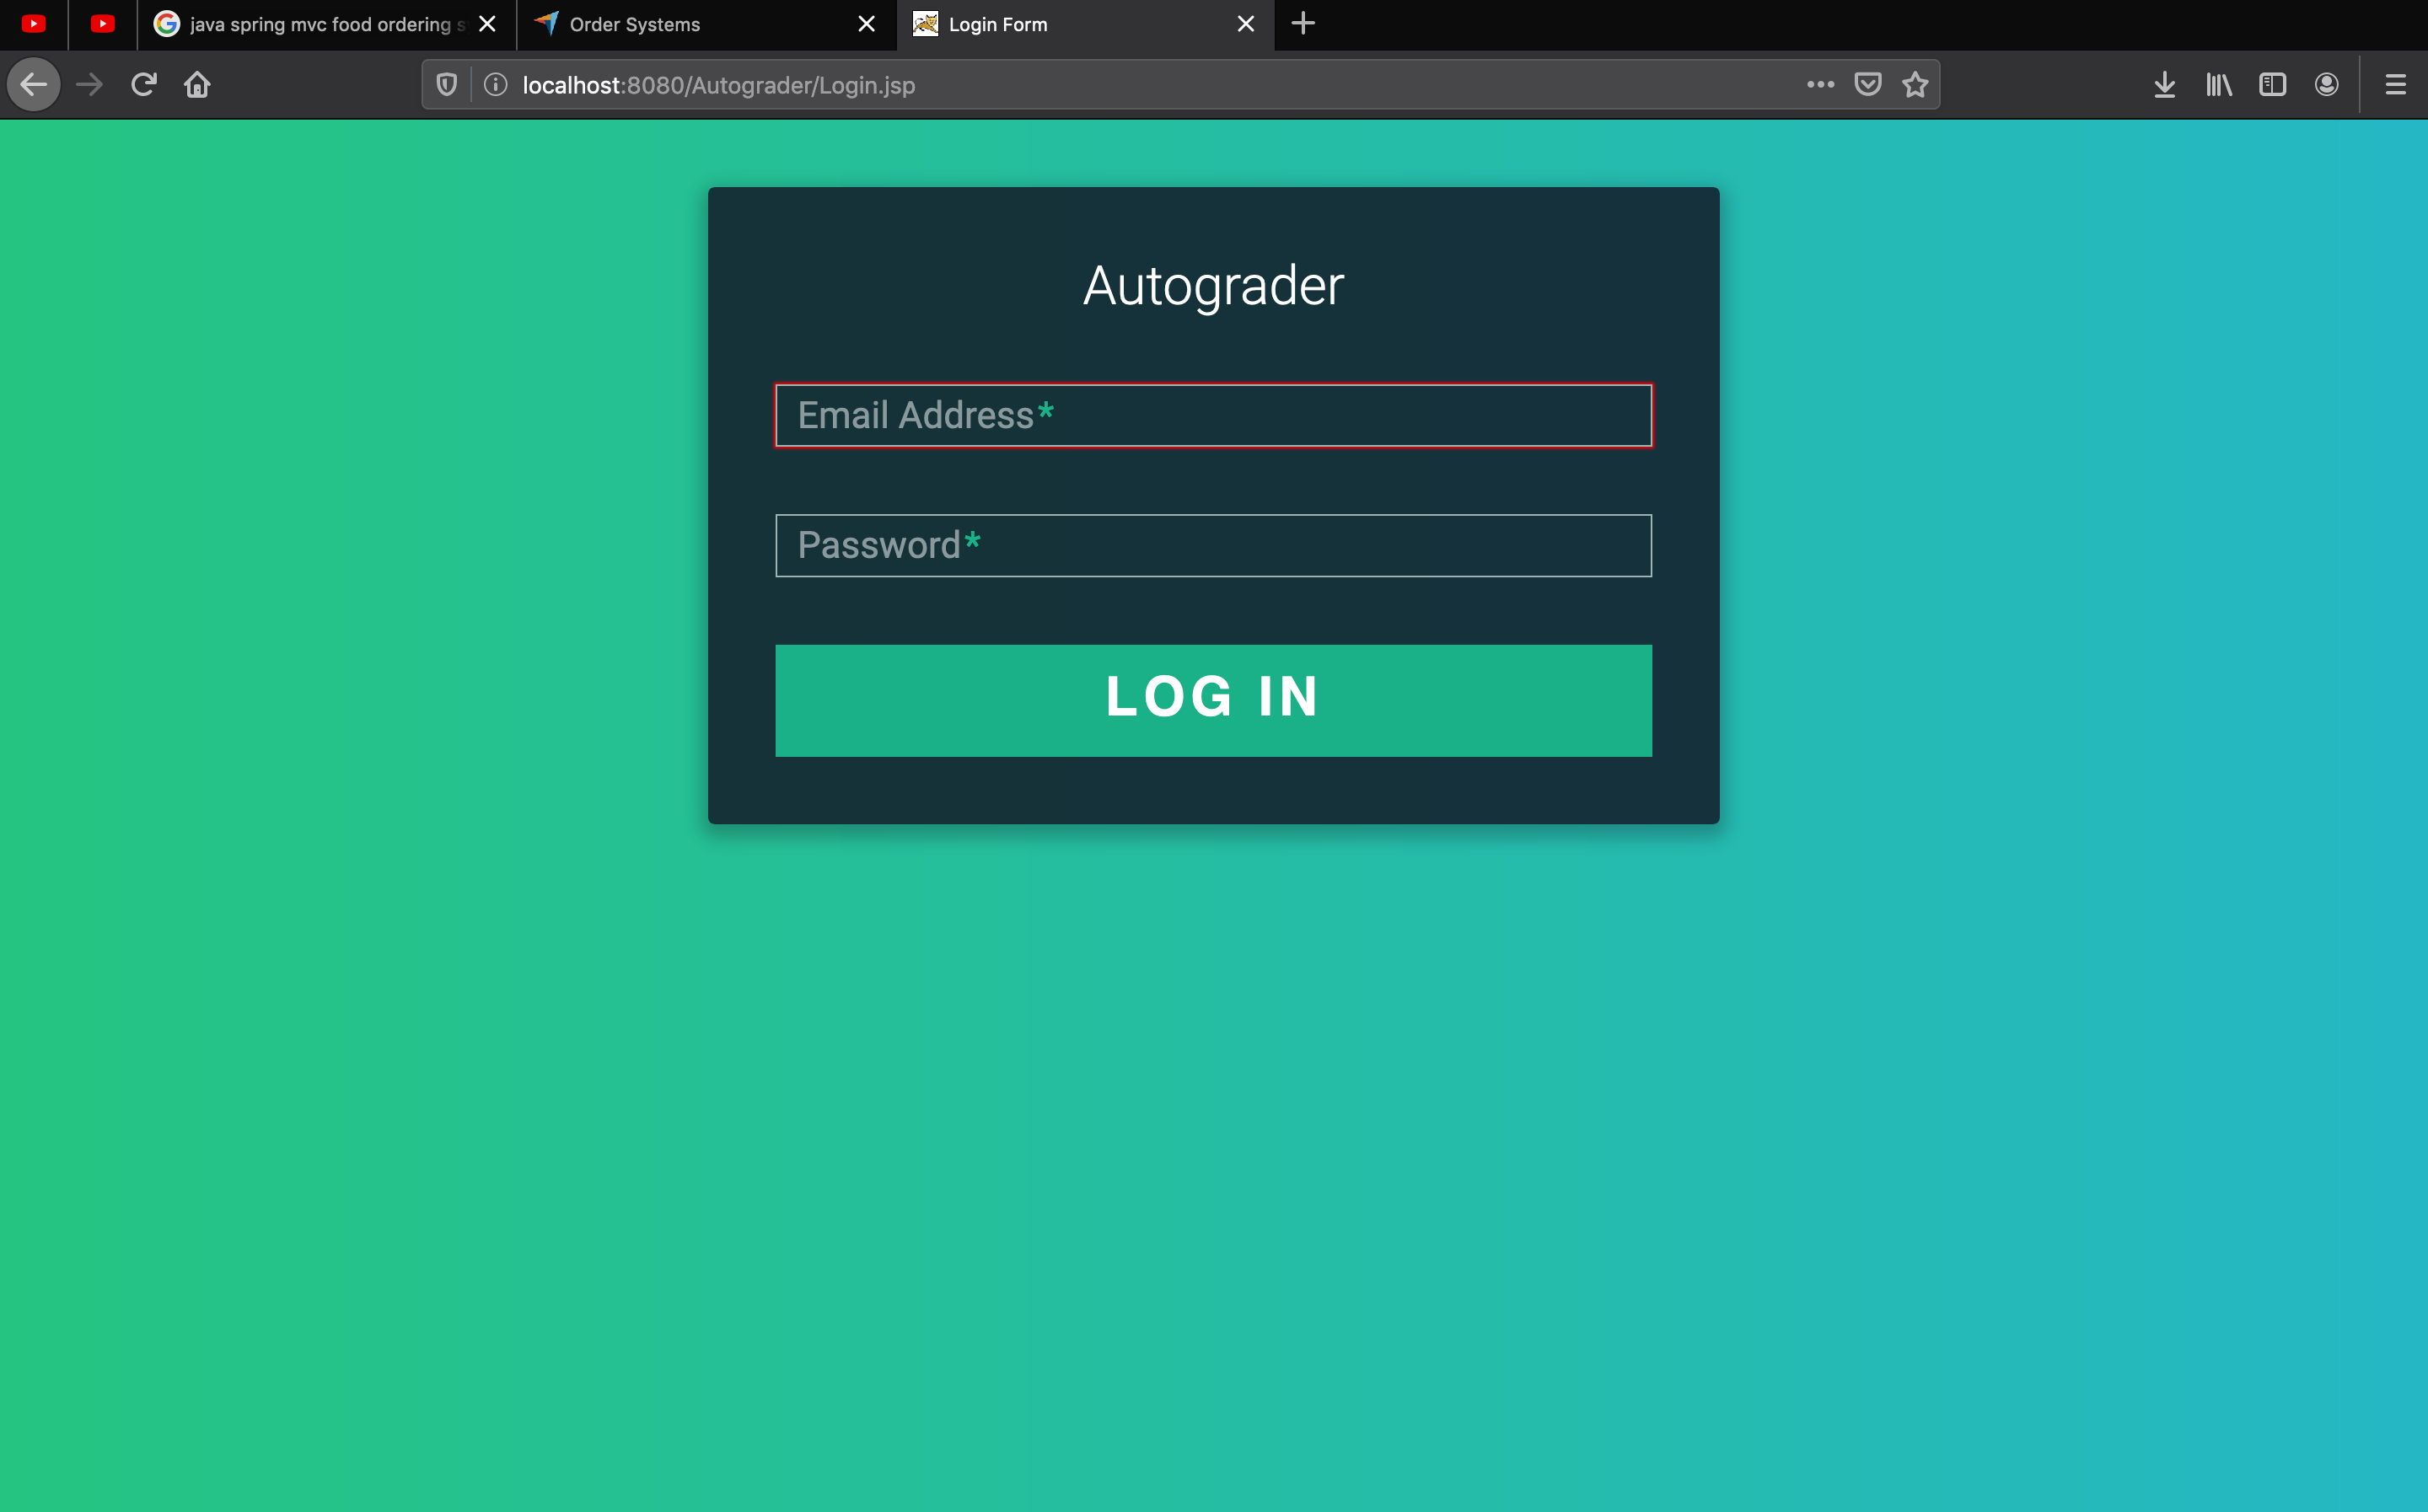 java spring mvc food ordering s
Order Systems
Login Form
localhost:8080/Autograder/Login.jsp
Autograder
Email Address*
Password*
LOG IN